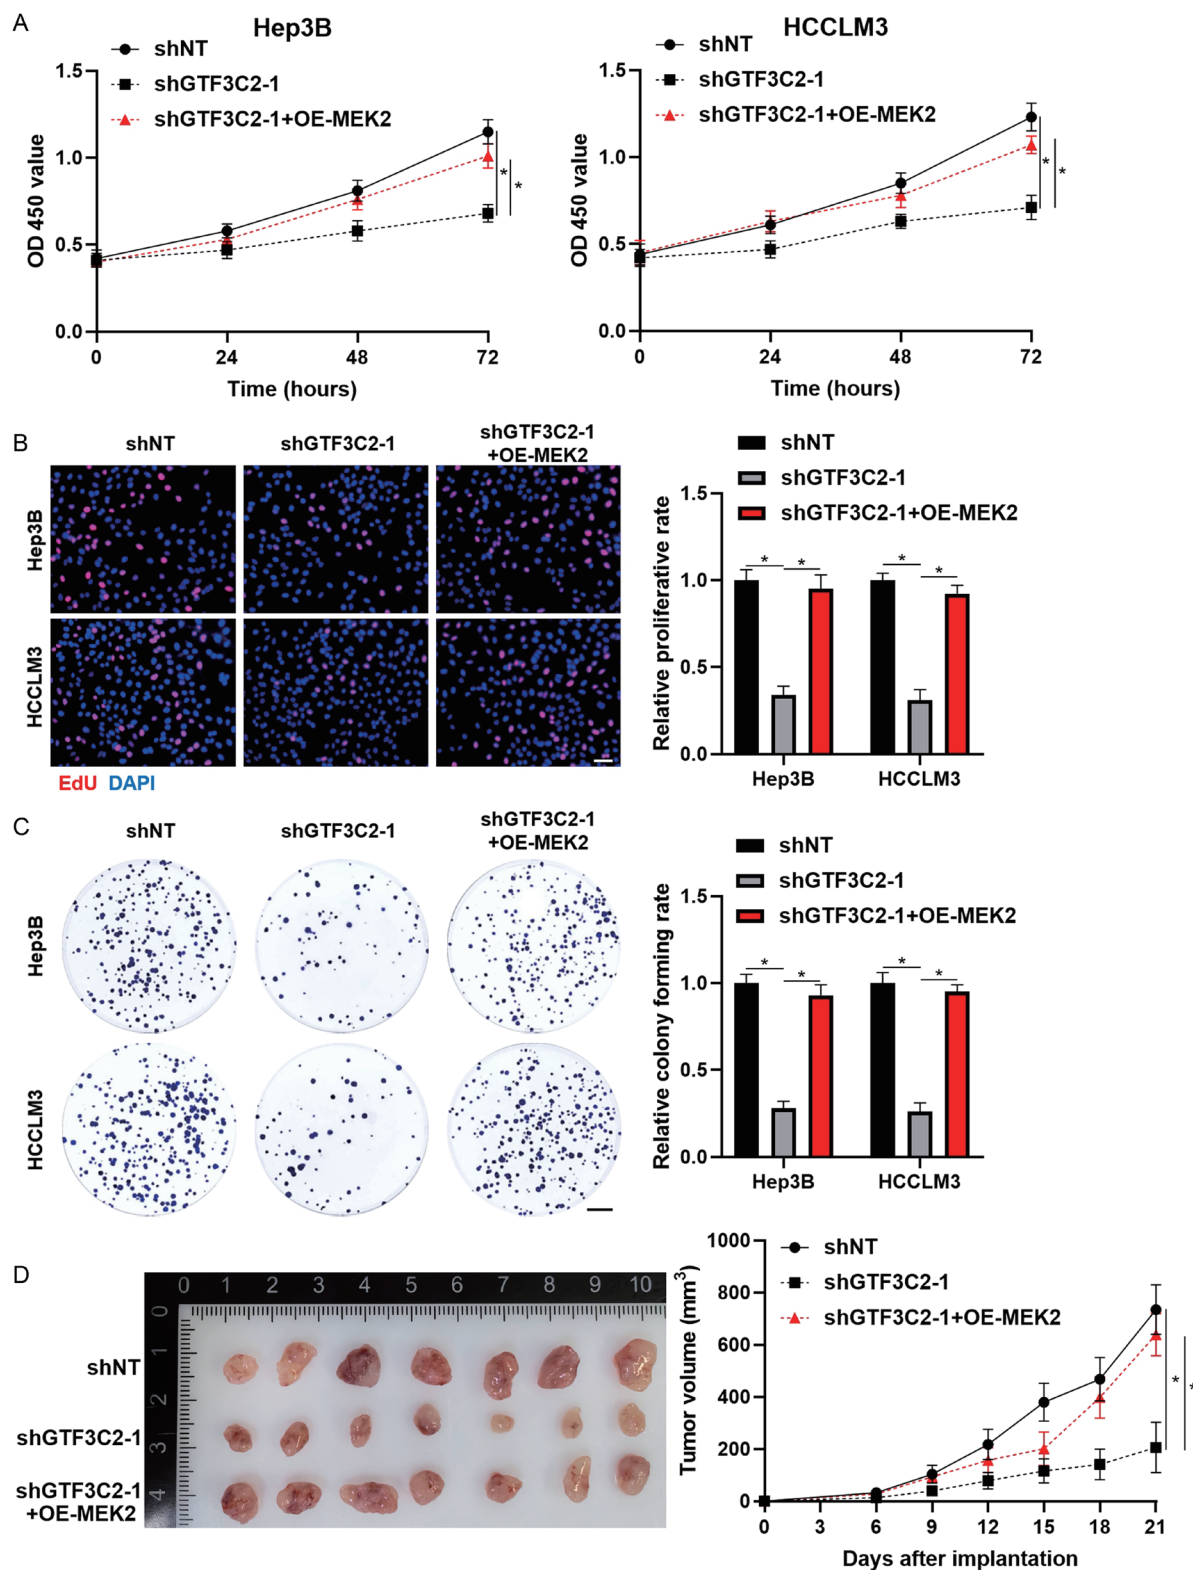 A
Hep3B
shNT
shGTF3C2-1
shGTF3C2-1+OE-MEK2
OD 450 value
1.5
1.0
0.5
0.0
0
24
48
72
*
*
Time (hours)
HCCLM3
shNT
shGTF3C2-1
shGTF3C2-1+OE-MEK2
OD 450 value
1.5
1.0
0.5
0.0
0
24
48
72
*
*
Time (hours)
B
shNT
shGTF3C2-1
shGTF3C2-1
+OE-MEK2
Hep3B
HCCLM3
EdU DAPI
shNT
shGTF3C2-1
shGTF3C2-1+OE-MEK2
Relative proliferative rate
1.5
1.0
0.5
0.0
* *
* *
Hep3B
HCCLM3
C
shNT
shGTF3C2-1
shGTF3C2-1
+OE-MEK2
Hep3B
HCCLM3
shNT
shGTF3C2-1
shGTF3C2-1+OE-MEK2
Relative colony forming rate
1.5
1.0
0.5
0.0
* *
* *
Hep3B
HCCLM3
D
0 1 2 3 4 5 6 7 8 9 10
0
1
2
3
4
shNT
shGTF3C2-1
shGTF3C2-1
+OE-MEK2
shNT
shGTF3C2-1
shGTF3C2-1+OE-MEK2
Tumor volume (mm3)
1000
800
600
400
200
0
0 3 6 9 12 15 18 21
*
*
Days after implantation